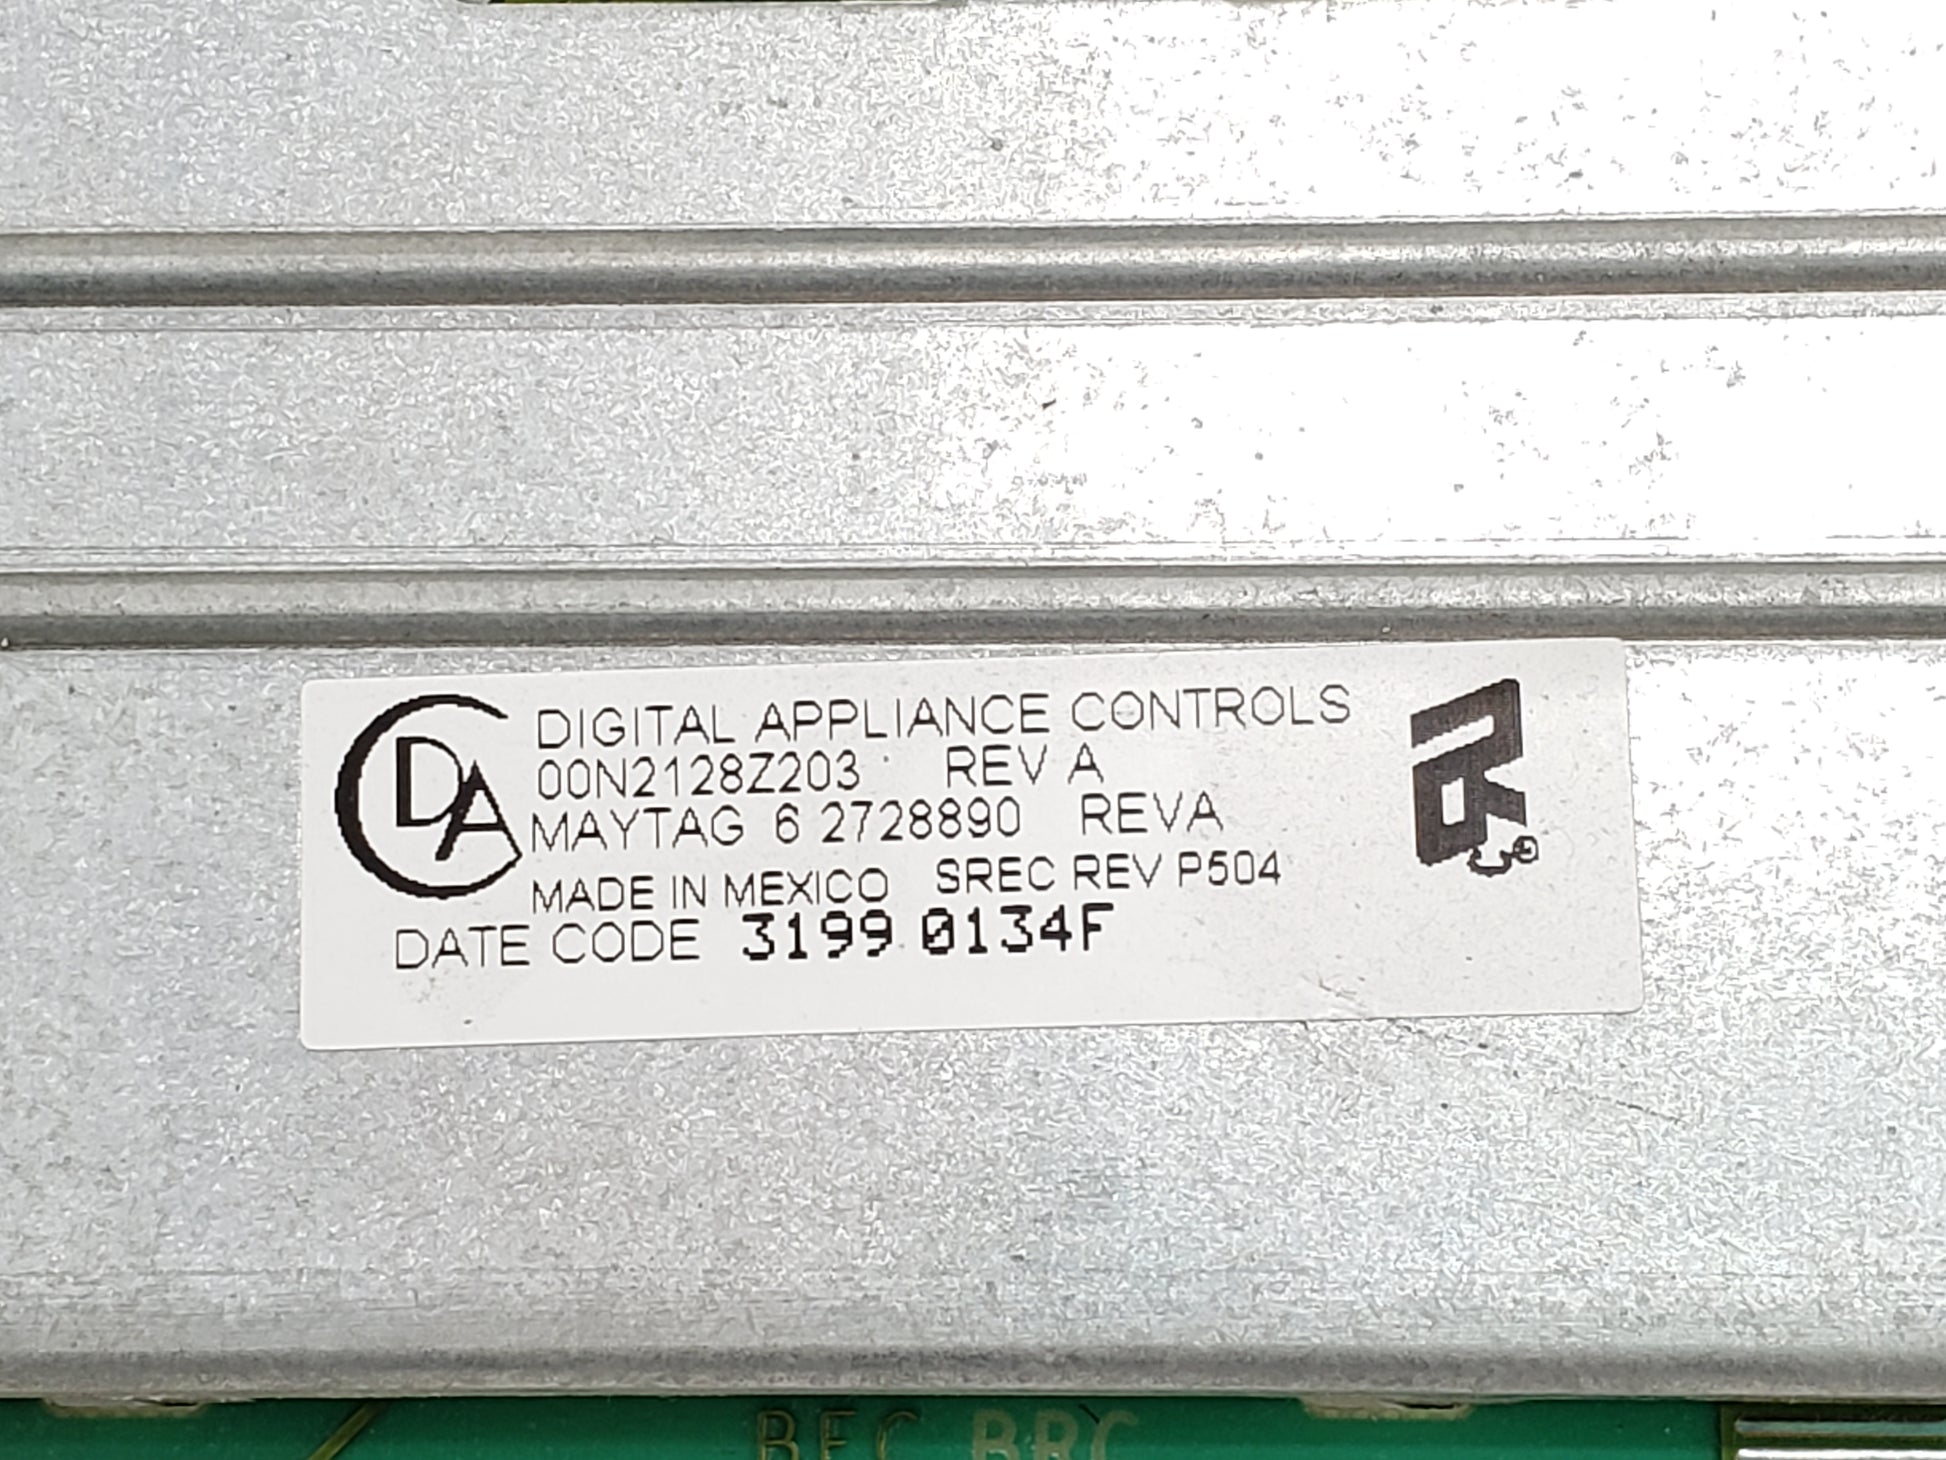 DIGITAL APPLIANCE CONTROLS
00N2128Z203 REV A
MAYTAG 6 2728890 REVA
MADE IN MEXICO SREC REV P504
DATE CODE 3199 0134F